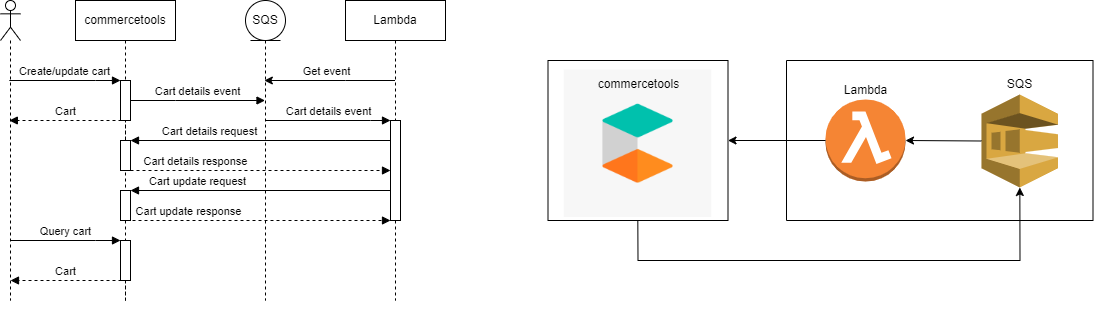 commercetools
SQS
Lambda
Create/update cart
Get event
Cart details event
Cart
Cart details event
Cart details request
Cart details response
Cart update request
Cart update response
Query cart
Cart
commercetools
Lambda
SQS